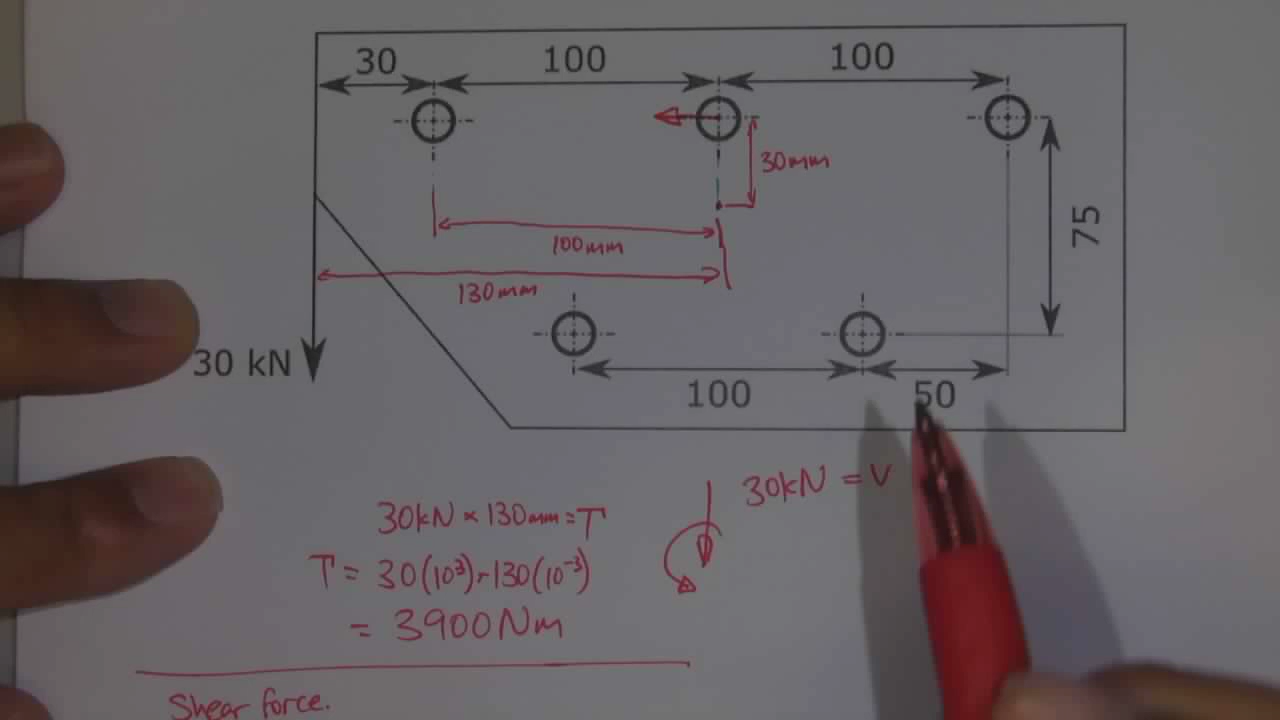 30
100
100
30mm
75
100mm
130mm
30 kN
100
50
30kN = V
30kN × 130mm = T
T = 30(10³) × 130(10⁻³)
= 3900Nm
Shear force.